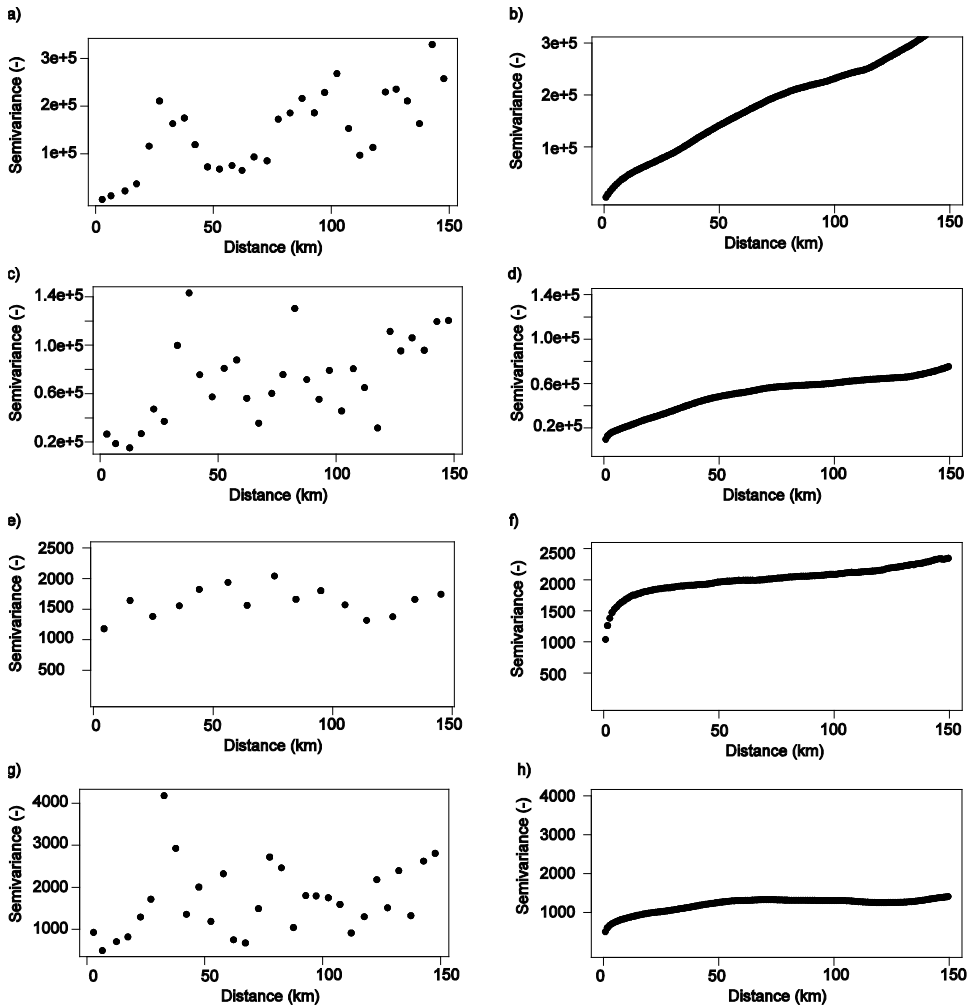 a)
Semivariance (-)
3e+5
2e+5
1e+5
0 50 100 150
Distance (km)
b)
Semivariance (-)
3e+5
2e+5
1e+5
0 50 100 150
Distance (km)
c)
Semivariance (-)
1.4e+5
1.0e+5
0.6e+5
0.2e+5
0 50 100 150
Distance (km)
d)
Semivariance (-)
1.4e+5
1.0e+5
0.6e+5
0.2e+5
0 50 100 150
Distance (km)
e)
Semivariance (-)
2500
2000
1500
1000
500
0 50 100 150
Distance (km)
f)
Semivariance (-)
2500
2000
1500
1000
500
0 50 100 150
Distance (km)
g)
Semivariance (-)
4000
3000
2000
1000
0 50 100 150
Distance (km)
h)
Semivariance (-)
4000
3000
2000
1000
0 50 100 150
Distance (km)